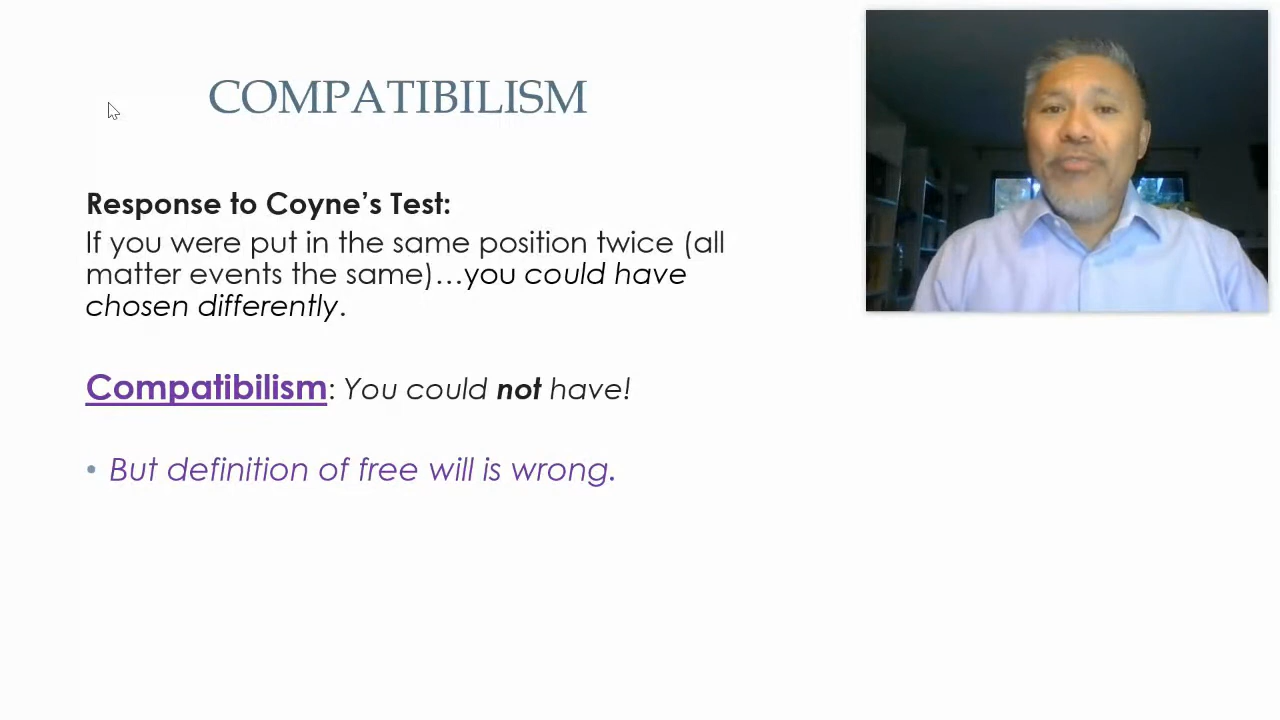 COMPATIBILISM
Response to Coyne’s Test:
If you were put in the same position twice (all
matter events the same)…you could have
chosen differently.
Compatibilism: You could not have!
• But definition of free will is wrong.